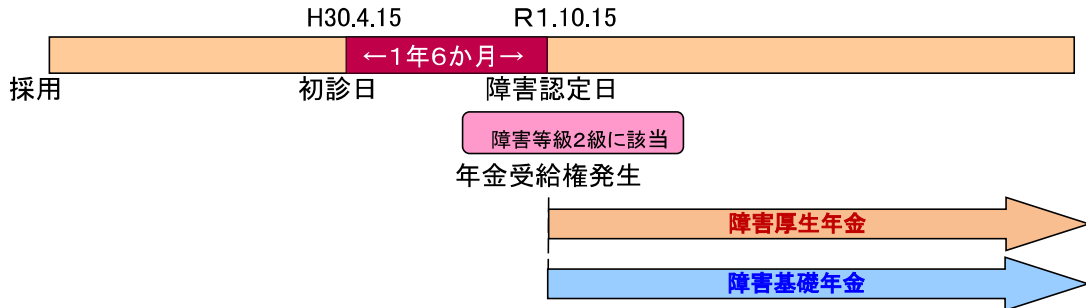 H30.4.15 R1.10.15
←1年6か月→
採用 初診日 障害認定日
障害等級2級に該当
年金受給権発生
障害厚生年金
障害基礎年金